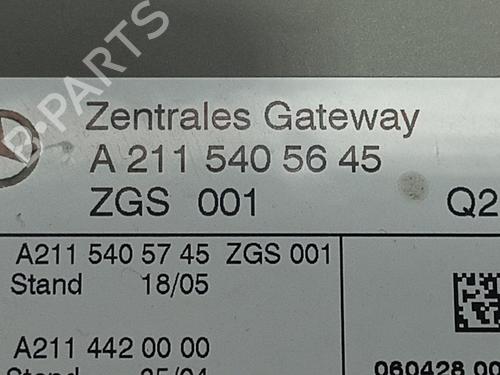 Zentrales Gateway
A 211 540 56 45
ZGS 001
Q2
A211 540 57 45 ZGS 001
Stand 18/05
A211 442 00 00
B-PARTS